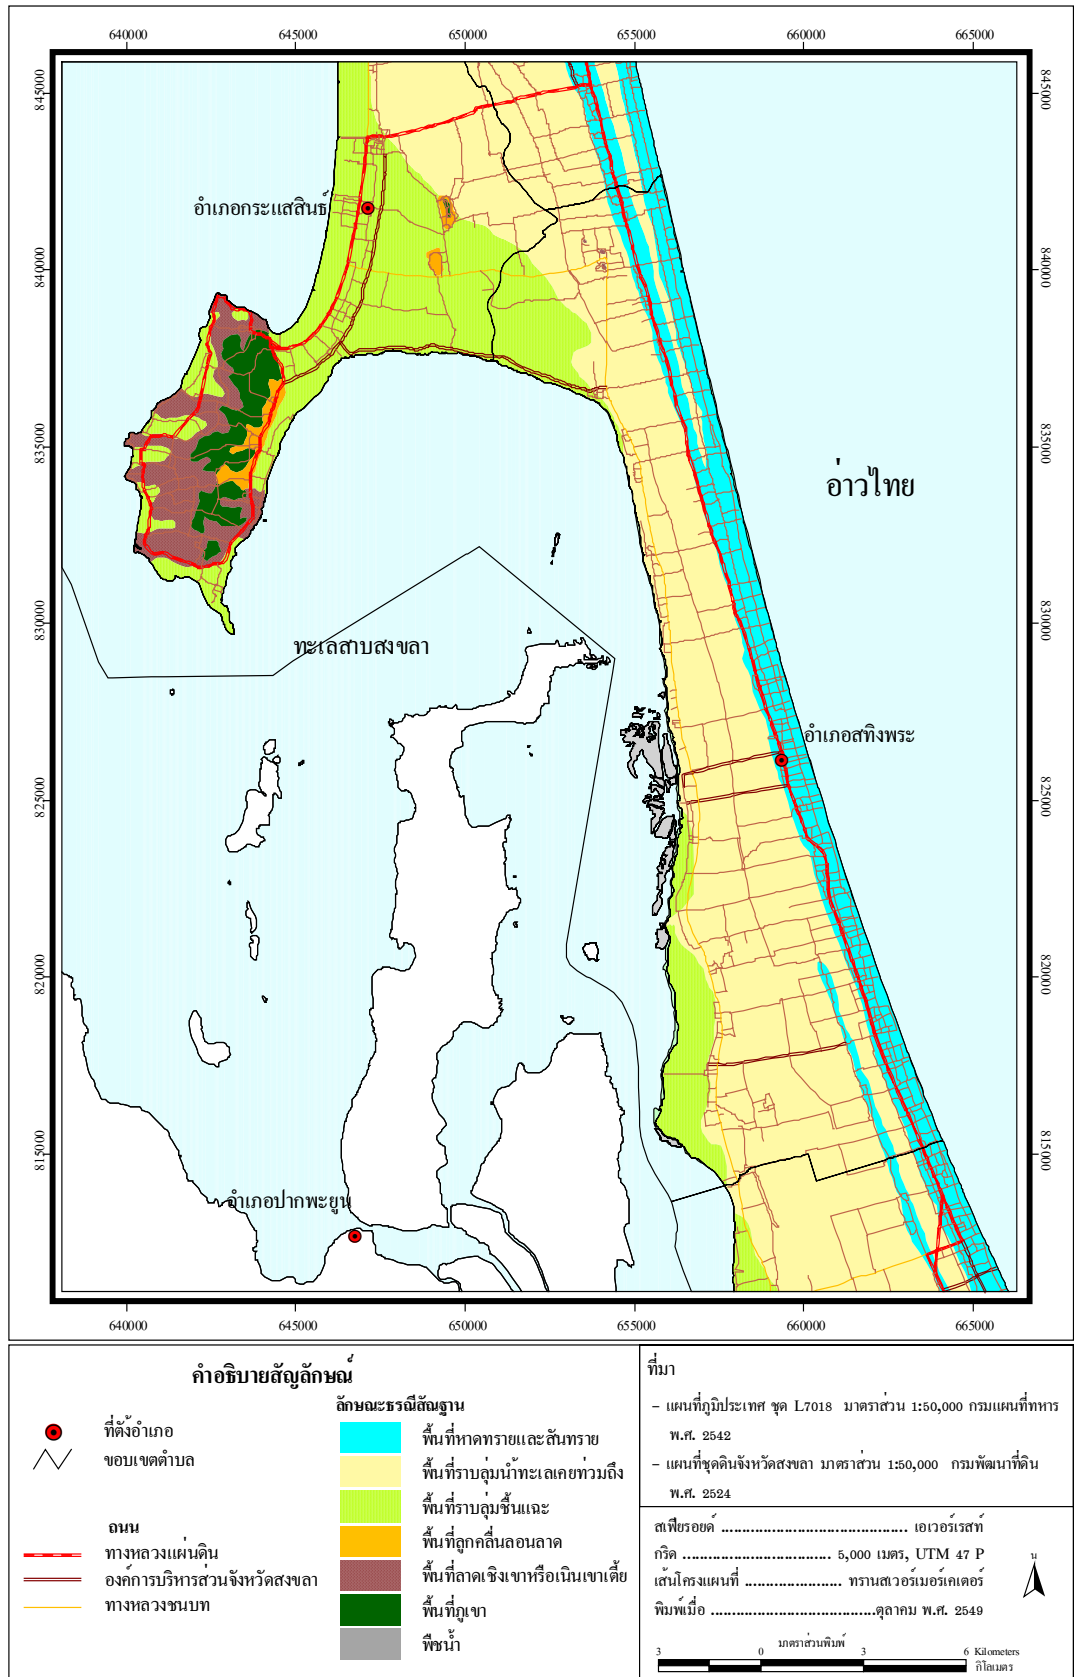 640000 645000 650000 655000 660000 665000
845000 845000
อำเภอกระแสสินธุ์
840000 840000
835000 835000
อ่าวไทย
830000 830000
ทะเลสาบสงขลา
อำเภอสทิงพระ
825000 825000
820000 820000
815000 815000
อำเภอปากพะยูน
640000 645000 650000 655000 660000 665000
คำอธิบายสัญลักษณ์
ที่ตั้งอำเภอ
ขอบเขตตำบล
ถนน
ทางหลวงแผ่นดิน
องค์การบริหารส่วนจังหวัดสงขลา
ทางหลวงชนบท
ลักษณะธรณีสัณฐาน
พื้นที่หาดทรายและสันทราย
พื้นที่ราบลุ่มน้ำทะเลเคยท่วมถึง
พื้นที่ราบลุ่มชื้นแฉะ
พื้นที่ลูกคลื่นลอนลาด
พื้นที่ลาดเชิงเขาหรือเนินเขาเตี้ย
พื้นที่ภูเขา
พืชน้ำ
ที่มา
- แผนที่ภูมิประเทศ ชุด L7018 มาตราส่วน 1:50,000 กรมแผนที่ทหาร
พ.ศ. 2542
- แผนที่ชุดดินจังหวัดสงขลา มาตราส่วน 1:50,000 กรมพัฒนาที่ดิน
พ.ศ. 2524
สเฟียรอยด์ ............................................. เอเวอร์เรสท์
กริด .................................... 5,000 เมตร, UTM 47 P
เส้นโครงแผนที่ ....................... ทรานสเวอร์เมอร์เคเตอร์
พิมพ์เมื่อ ........................................ตุลาคม พ.ศ. 2549
น
มาตราส่วนพิมพ์
3 0 3 6 Kilometers
กิโลเมตร